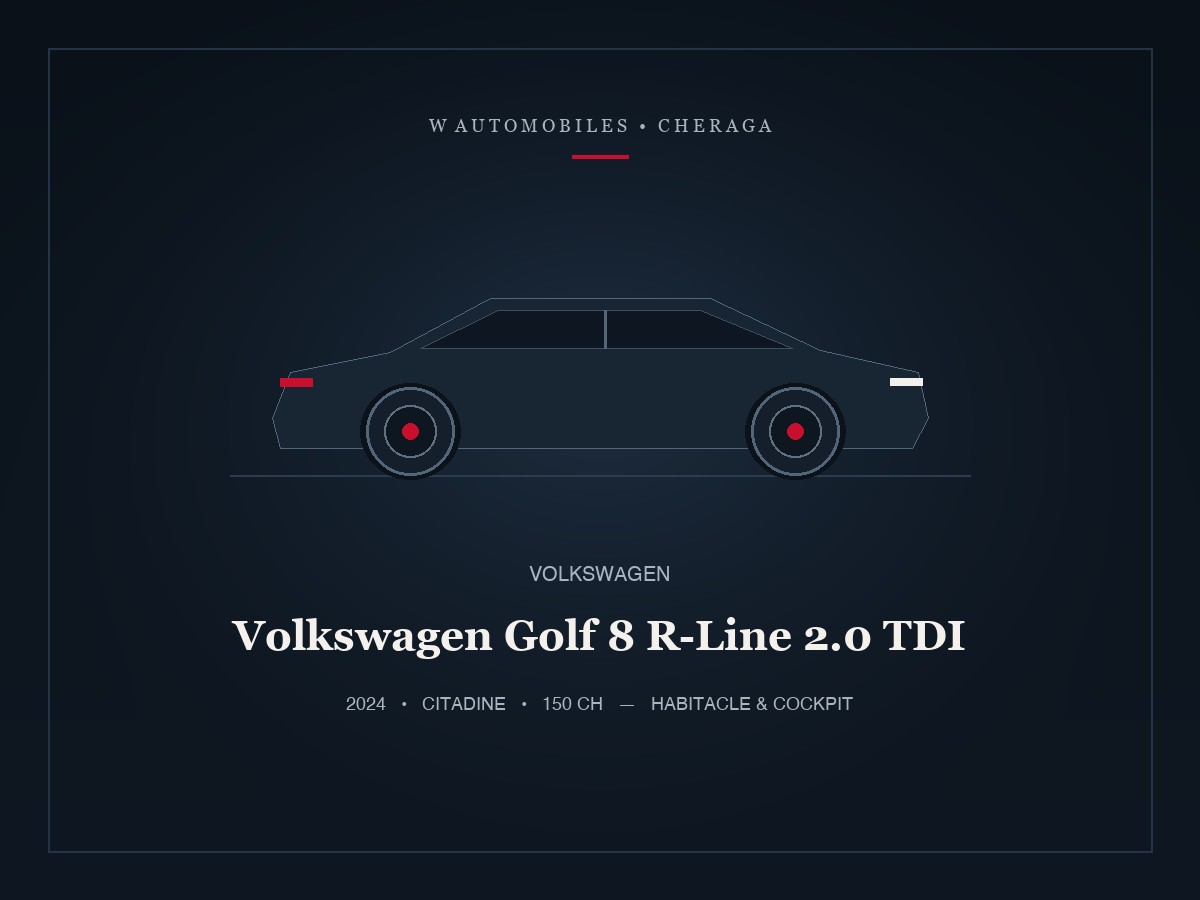 W AUTOMOBILES • CHERAGA
VOLKSWAGEN
Volkswagen Golf 8 R-Line 2.0 TDI
2024 • CITADINE • 150 CH — HABITACLE & COCKPIT